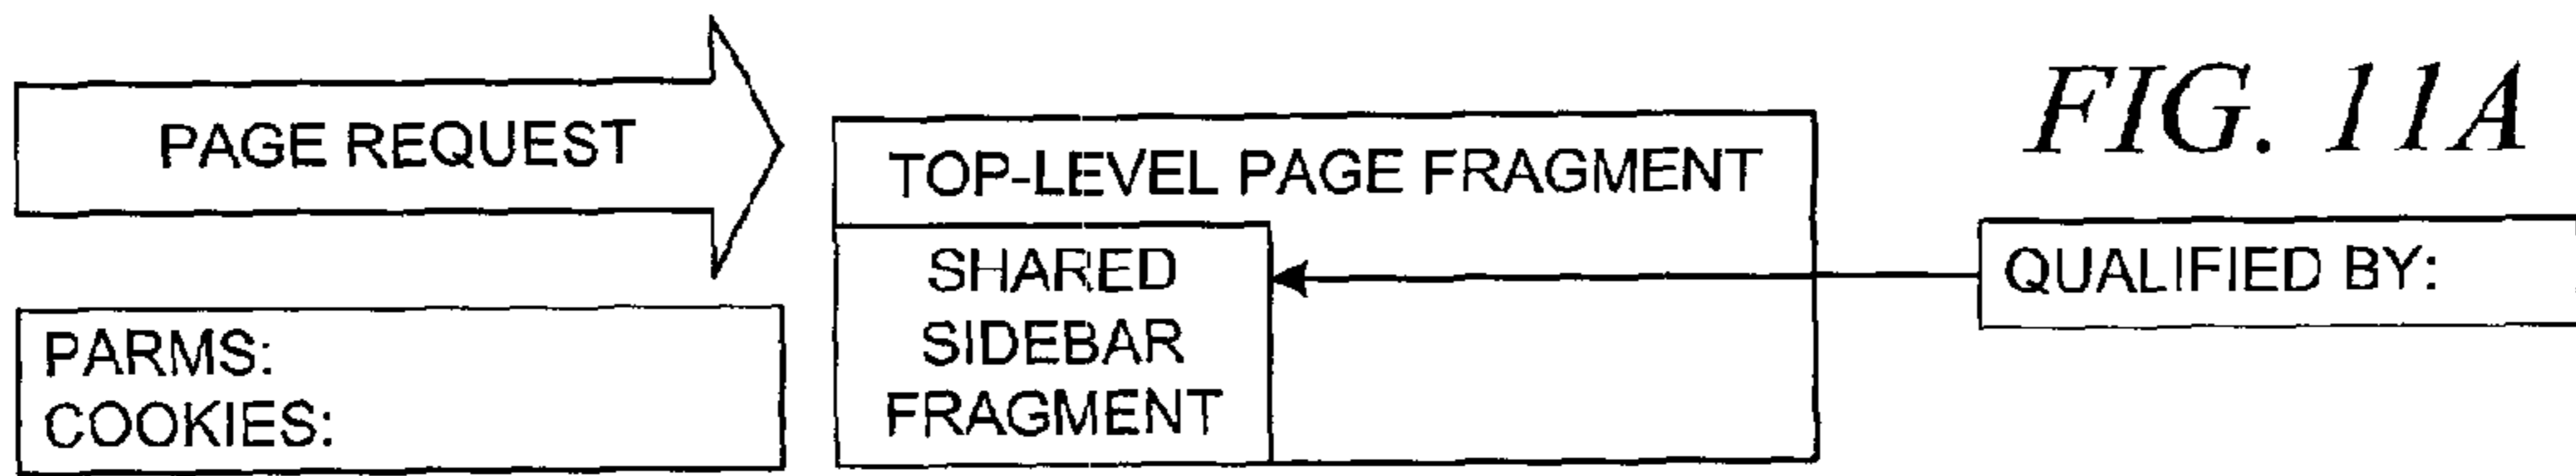 PAGE REQUEST
PARMS:
COOKIES:
TOP-LEVEL PAGE FRAGMENT
SHARED
SIDEBAR
FRAGMENT
FIG. 11A
QUALIFIED BY: